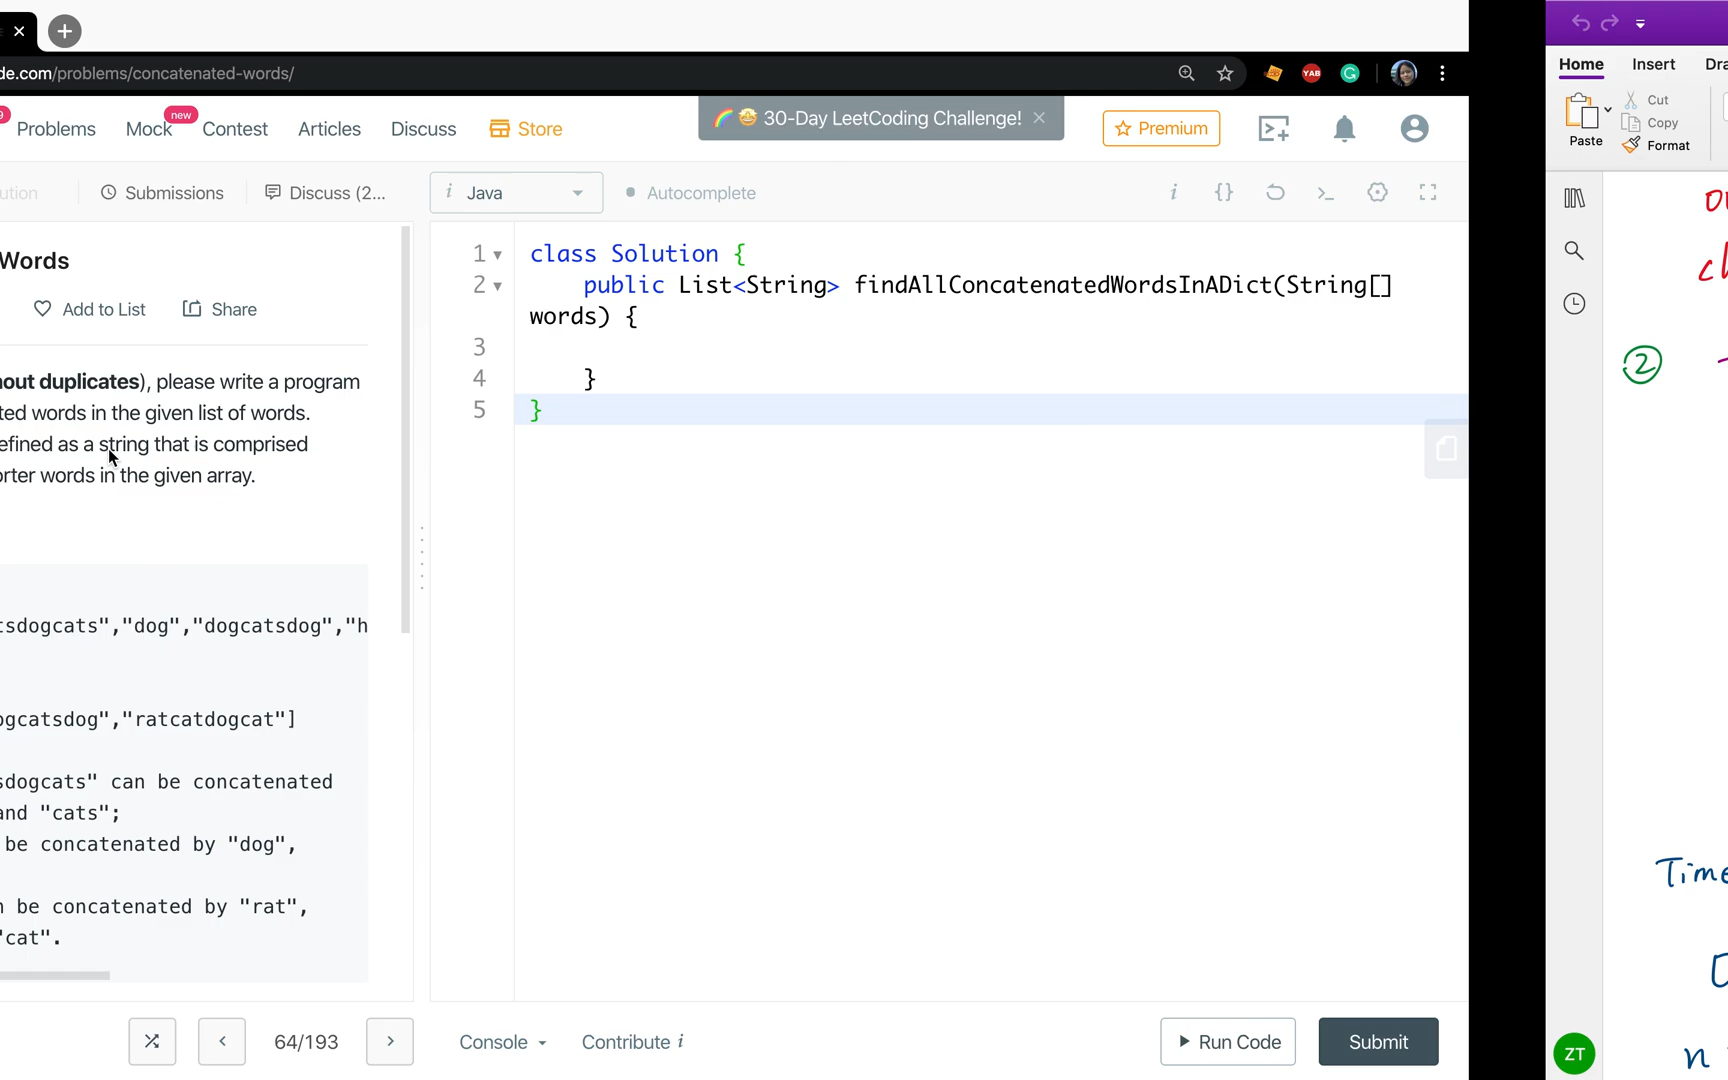 de.com/problems/concatenated-words/
YAB
Problems
Mock
new
Contest
Articles
Discuss
Store
30-Day LeetCoding Challenge!
Premium
ution
Submissions
Discuss (2...
i
Java
Autocomplete
i
{}
Words
Add to List
Share
out duplicates), please write a program
ted words in the given list of words.
efined as a string that is comprised
orter words in the given array.
tsdogcats","dog","dogcatsdog","h
ogcatsdog","ratcatdogcat"]
sdogcats" can be concatenated
and "cats";
be concatenated by "dog",
n be concatenated by "rat",
"cat".
1
class Solution {
2
public List<String> findAllConcatenatedWordsInADict(String[]
words) {
3
4
}
5
}
64/193
Console
Contribute i
Run Code
Submit
Home
Insert
Dra
Paste
Cut
Copy
Format
2
Time
n
ZT